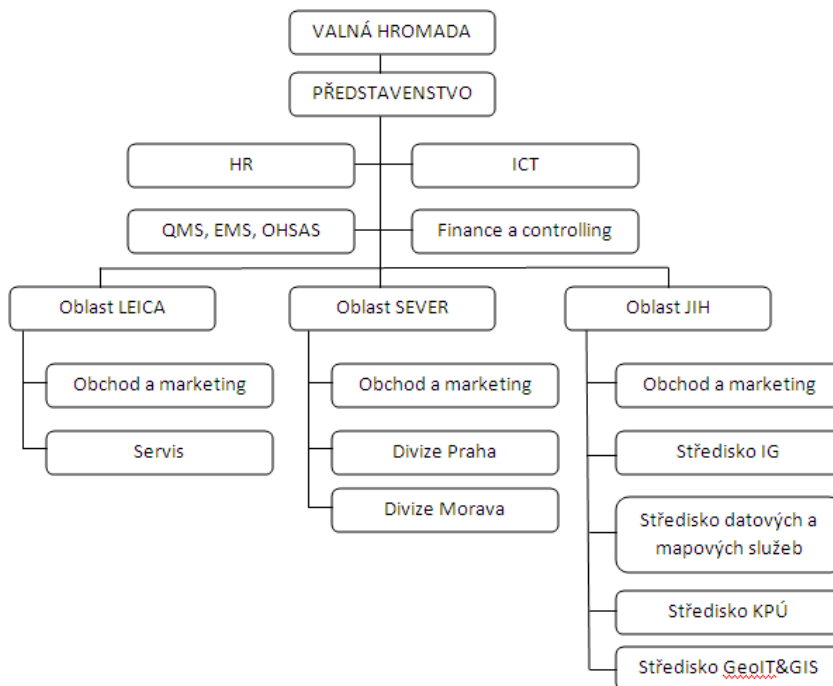 VALNÁ HROMADA
PŘEDSTAVENSTVO
HR
ICT
QMS, EMS, OHSAS
Finance a controlling
Oblast LEICA
Oblast SEVER
Oblast JIH
Obchod a marketing
Obchod a marketing
Obchod a marketing
Servis
Divize Praha
Středisko IG
Divize Morava
Středisko datových a
mapových služeb
Středisko KPÚ
Středisko GeoIT&GIS